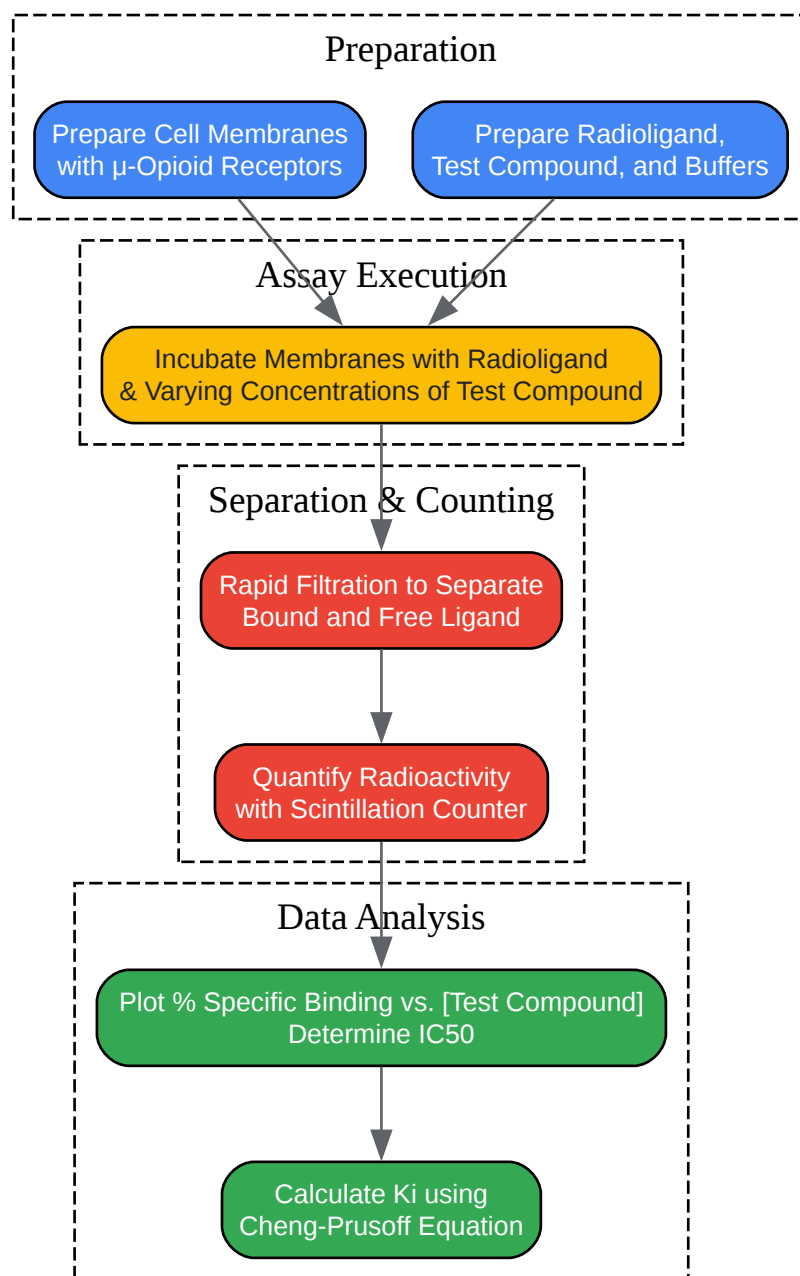 Preparation
Prepare Cell Membranes
with μ-Opioid Receptors
Prepare Radioligand,
Test Compound, and Buffers
Assay Execution
Incubate Membranes with Radioligand
& Varying Concentrations of Test Compound
Separation & Counting
Rapid Filtration to Separate
Bound and Free Ligand
Quantify Radioactivity
with Scintillation Counter
Data Analysis
Plot % Specific Binding vs. [Test Compound]
Determine IC50
Calculate Ki using
Cheng-Prusoff Equation